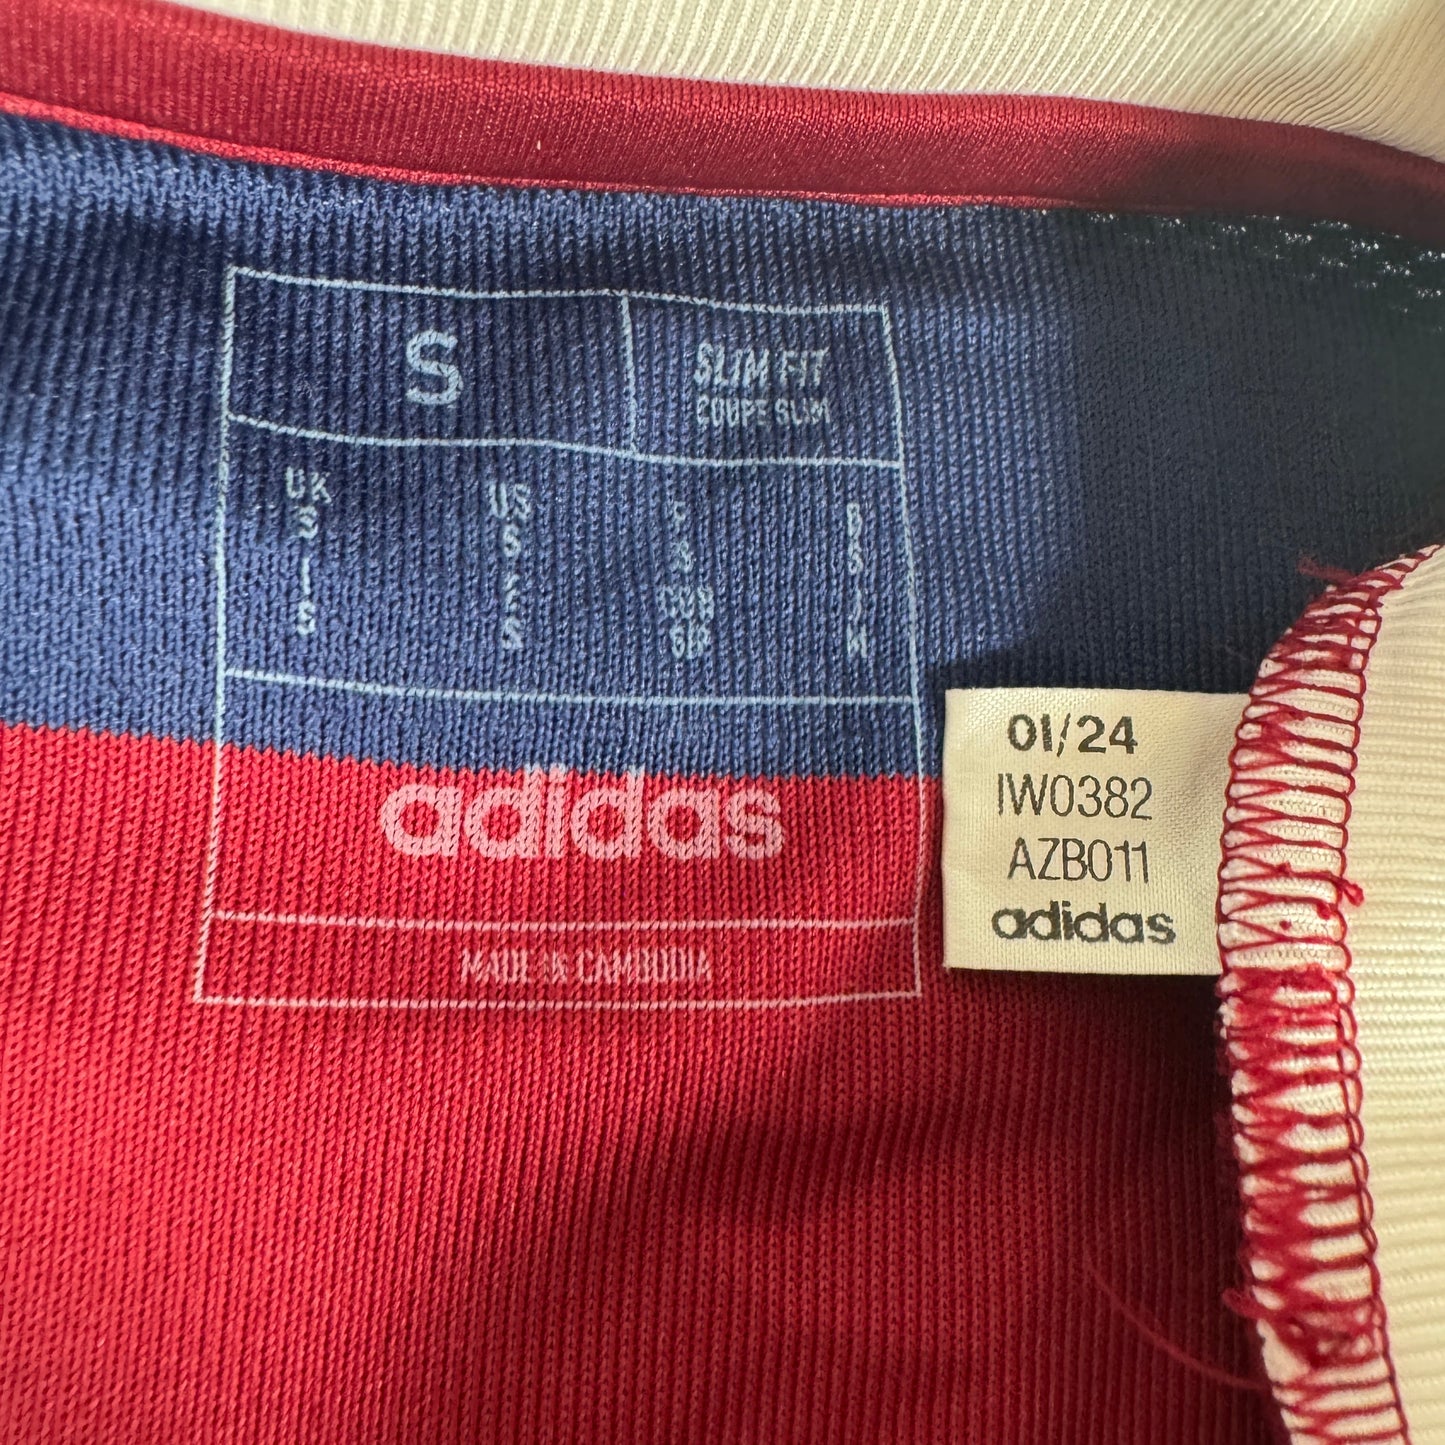 S
SLIM FIT
COUPE SLIM
UK
US
S
adidas
MADE IN CAMBODIA
01/24
IW0382
AZB011
adidas